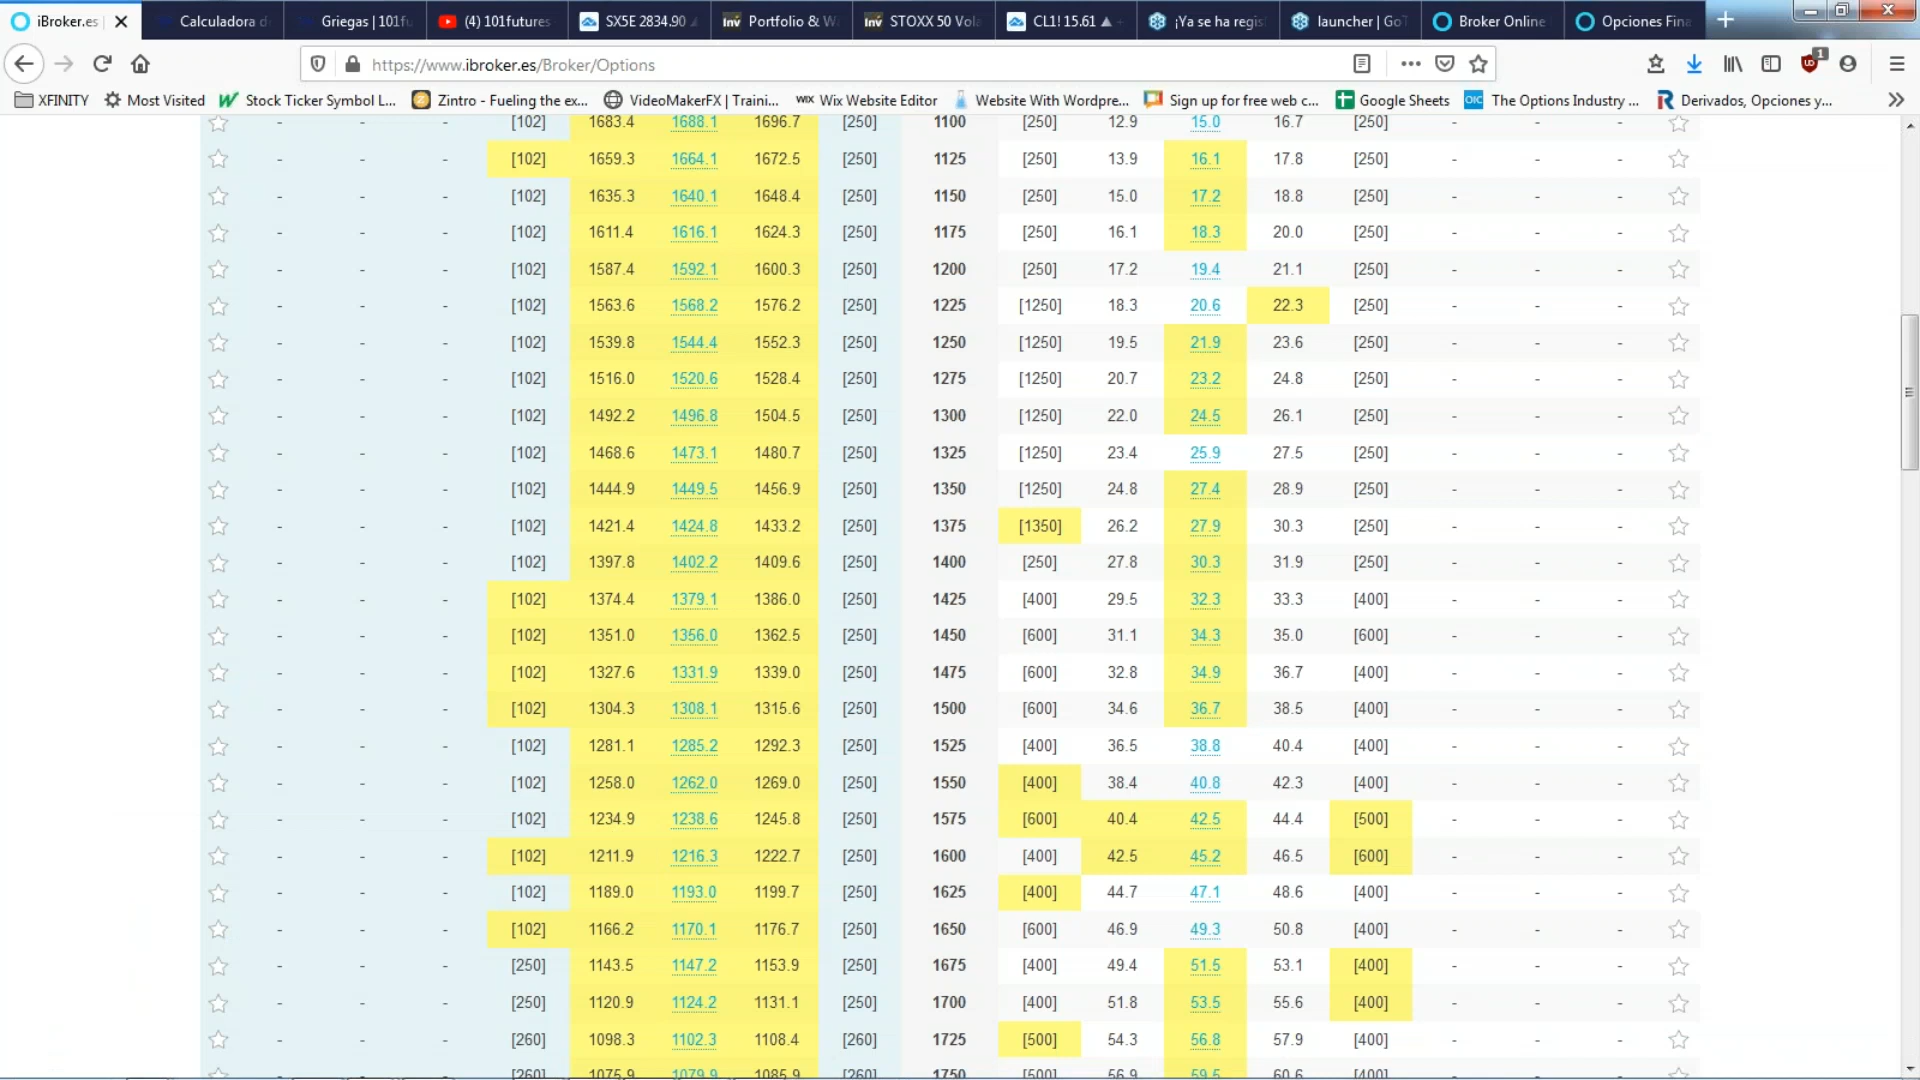 iBroker.es
Calculadora d
Griegas | 101fu
(4) 101futures
SX5E 2834.90
Portfolio & W
STOXX 50 Vola
CL1! 15.61
¡Ya se ha regis
launcher | GoT
Broker Online
Opciones Fina
https://www.ibroker.es/Broker/Options
1
XFINITY
Most Visited
Stock Ticker Symbol L...
Zintro - Fueling the ex...
VideoMakerFX | Traini...
WIX Wix Website Editor
Website With Wordpre...
Sign up for free web c...
Google Sheets
OIC The Options Industry ...
Derivados, Opciones y...
- - - [102] 1683.4 1688.1 1696.7 [250] 1100 [250] 12.9 15.0 16.7 [250] - - -
- - - [102] 1659.3 1664.1 1672.5 [250] 1125 [250] 13.9 16.1 17.8 [250] - - -
- - - [102] 1635.3 1640.1 1648.4 [250] 1150 [250] 15.0 17.2 18.8 [250] - - -
- - - [102] 1611.4 1616.1 1624.3 [250] 1175 [250] 16.1 18.3 20.0 [250] - - -
- - - [102] 1587.4 1592.1 1600.3 [250] 1200 [250] 17.2 19.4 21.1 [250] - - -
- - - [102] 1563.6 1568.2 1576.2 [250] 1225 [1250] 18.3 20.6 22.3 [250] - - -
- - - [102] 1539.8 1544.4 1552.3 [250] 1250 [1250] 19.5 21.9 23.6 [250] - - -
- - - [102] 1516.0 1520.6 1528.4 [250] 1275 [1250] 20.7 23.2 24.8 [250] - - -
- - - [102] 1492.2 1496.8 1504.5 [250] 1300 [1250] 22.0 24.5 26.1 [250] - - -
- - - [102] 1468.6 1473.1 1480.7 [250] 1325 [1250] 23.4 25.9 27.5 [250] - - -
- - - [102] 1444.9 1449.5 1456.9 [250] 1350 [1250] 24.8 27.4 28.9 [250] - - -
- - - [102] 1421.4 1424.8 1433.2 [250] 1375 [1350] 26.2 27.9 30.3 [250] - - -
- - - [102] 1397.8 1402.2 1409.6 [250] 1400 [250] 27.8 30.3 31.9 [250] - - -
- - - [102] 1374.4 1379.1 1386.0 [250] 1425 [400] 29.5 32.3 33.3 [400] - - -
- - - [102] 1351.0 1356.0 1362.5 [250] 1450 [600] 31.1 34.3 35.0 [600] - - -
- - - [102] 1327.6 1331.9 1339.0 [250] 1475 [600] 32.8 34.9 36.7 [400] - - -
- - - [102] 1304.3 1308.1 1315.6 [250] 1500 [600] 34.6 36.7 38.5 [400] - - -
- - - [102] 1281.1 1285.2 1292.3 [250] 1525 [400] 36.5 38.8 40.4 [400] - - -
- - - [102] 1258.0 1262.0 1269.0 [250] 1550 [400] 38.4 40.8 42.3 [400] - - -
- - - [102] 1234.9 1238.6 1245.8 [250] 1575 [600] 40.4 42.5 44.4 [500] - - -
- - - [102] 1211.9 1216.3 1222.7 [250] 1600 [400] 42.5 45.2 46.5 [600] - - -
- - - [102] 1189.0 1193.0 1199.7 [250] 1625 [400] 44.7 47.1 48.6 [400] - - -
- - - [102] 1166.2 1170.1 1176.7 [250] 1650 [600] 46.9 49.3 50.8 [400] - - -
- - - [250] 1143.5 1147.2 1153.9 [250] 1675 [400] 49.4 51.5 53.1 [400] - - -
- - - [250] 1120.9 1124.2 1131.1 [250] 1700 [400] 51.8 53.5 55.6 [400] - - -
- - - [260] 1098.3 1102.3 1108.4 [260] 1725 [500] 54.3 56.8 57.9 [400] - - -
- - - [260] 1075.9 1079.9 1085.9 [260] 1750 [500] 56.9 59.5 60.6 [400] - - -